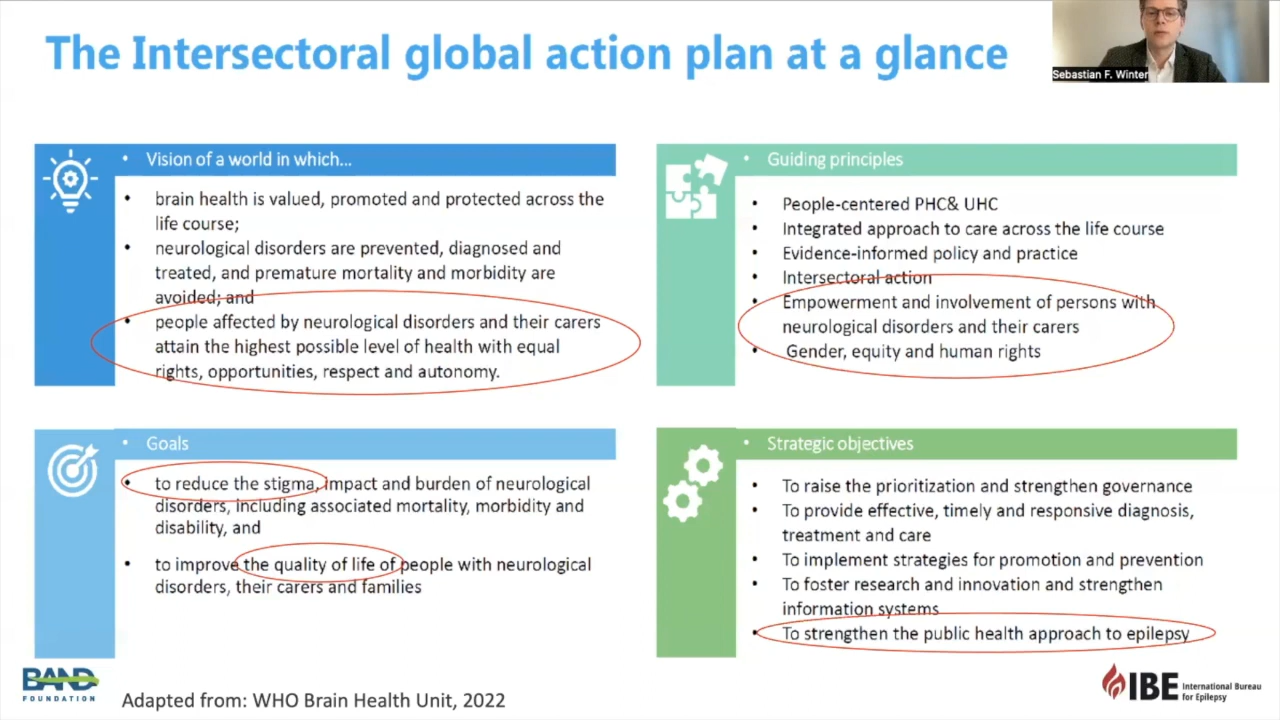 The Intersectoral global action plan at a glance
Sebastian F. Winter
• Vision of a world in which...
• brain health is valued, promoted and protected across the
life course;
• neurological disorders are prevented, diagnosed and
treated, and premature mortality and morbidity are
avoided; and
• people affected by neurological disorders and their carers
attain the highest possible level of health with equal
rights, opportunities, respect and autonomy.
• Guiding principles
• People-centered PHC& UHC
• Integrated approach to care across the life course
• Evidence-informed policy and practice
• Intersectoral action
• Empowerment and involvement of persons with
neurological disorders and their carers
• Gender, equity and human rights
• Goals
• to reduce the stigma, impact and burden of neurological
disorders, including associated mortality, morbidity and
disability, and
• to improve the quality of life of people with neurological
disorders, their carers and families
• Strategic objectives
• To raise the prioritization and strengthen governance
• To provide effective, timely and responsive diagnosis,
treatment and care
• To implement strategies for promotion and prevention
• To foster research and innovation and strengthen
information systems
• To strengthen the public health approach to epilepsy
BAND
FOUNDATION
Adapted from: WHO Brain Health Unit, 2022
IBE International Bureau
for Epilepsy